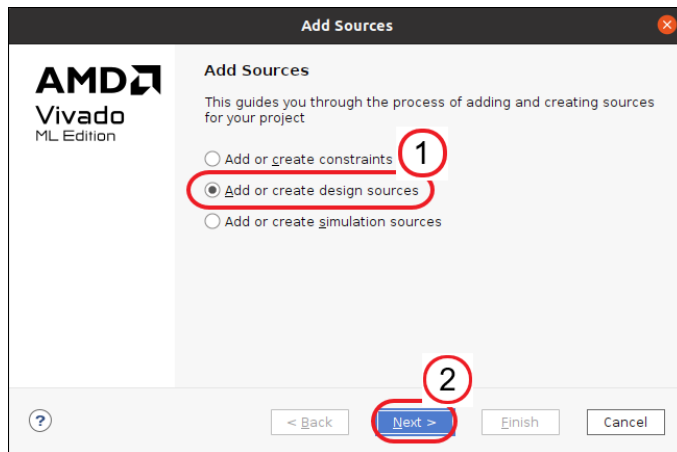 Add Sources
AMD
Vivado
ML Edition
Add Sources
This guides you through the process of adding and creating sources
for your project
Add or create constraints
1
Add or create design sources
Add or create simulation sources
2
?
< Back
Next >
Finish
Cancel